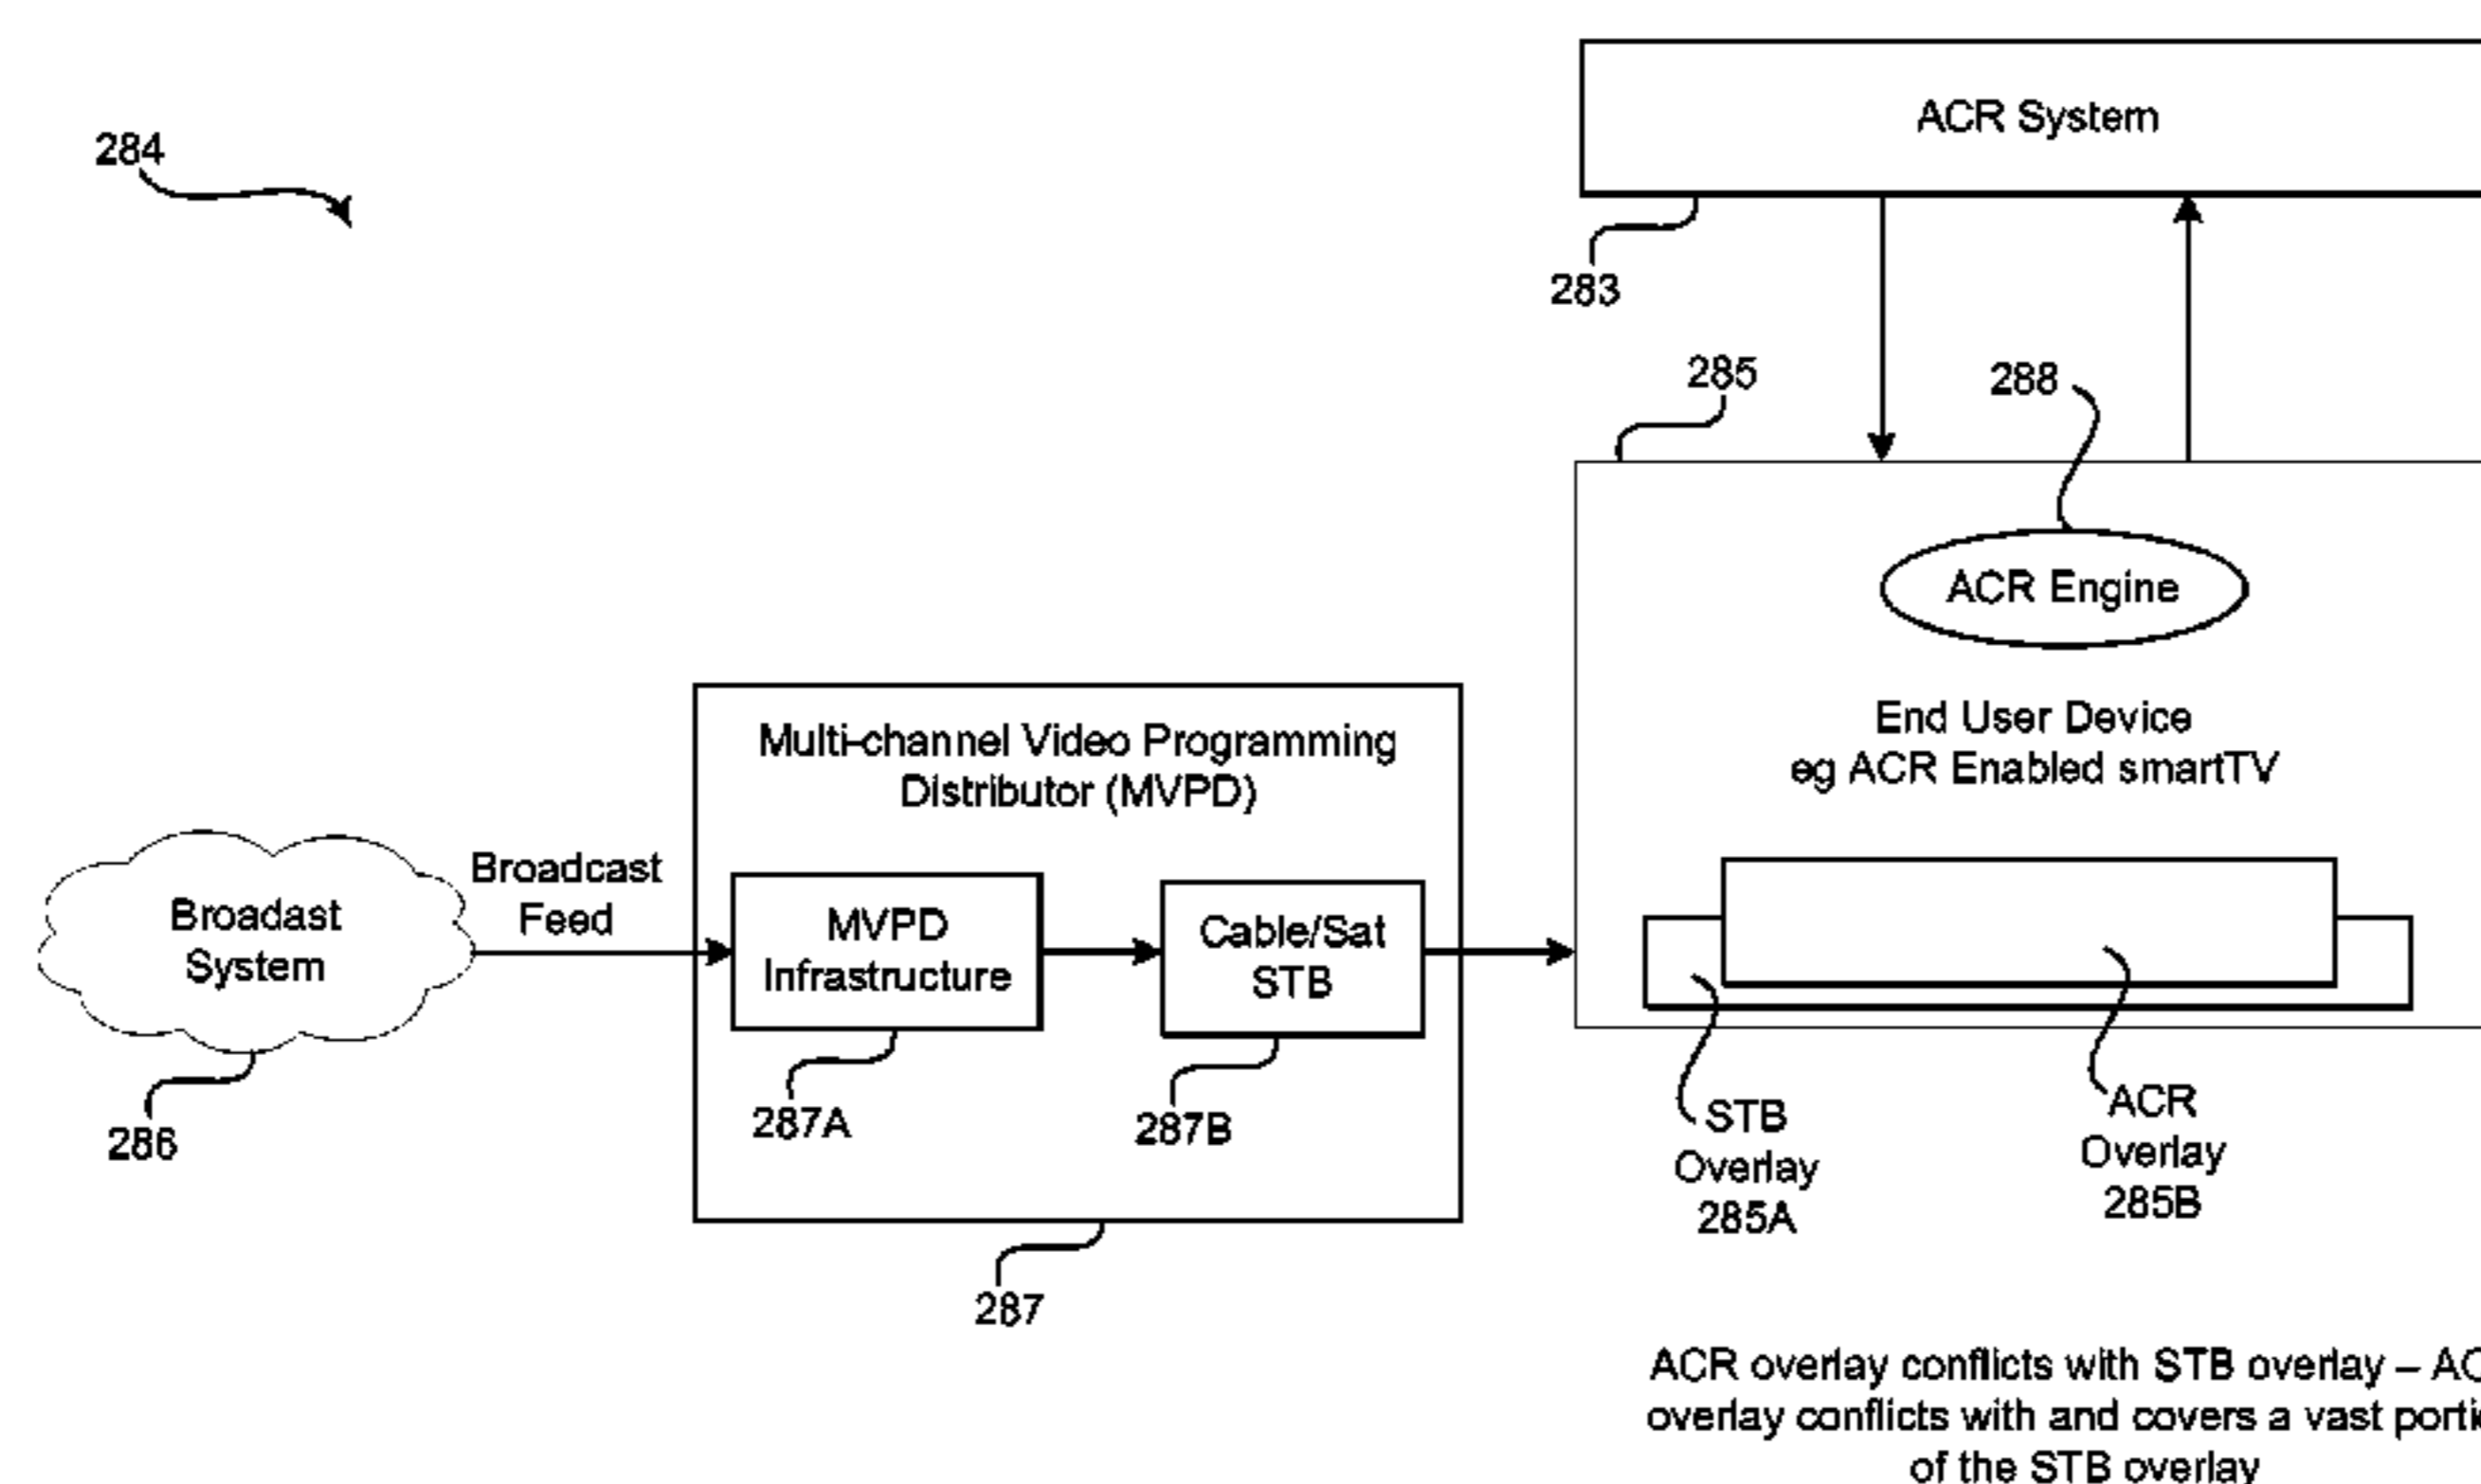 ACR System
284
283
285
288
ACR Engine
End User Device
eg ACR Enabled smartTV
Multi-channel Video Programming
Distributor (MVPD)
Broadcast
Feed
Broadast
System
MVPD
Infrastructure
Cable/Sat
STB
286
287A
287B
287
STB
Overlay
285A
ACR
Overlay
285B
ACR overlay conflicts with STB overlay –
overlay conflicts with and covers a vast
of the STB overlay